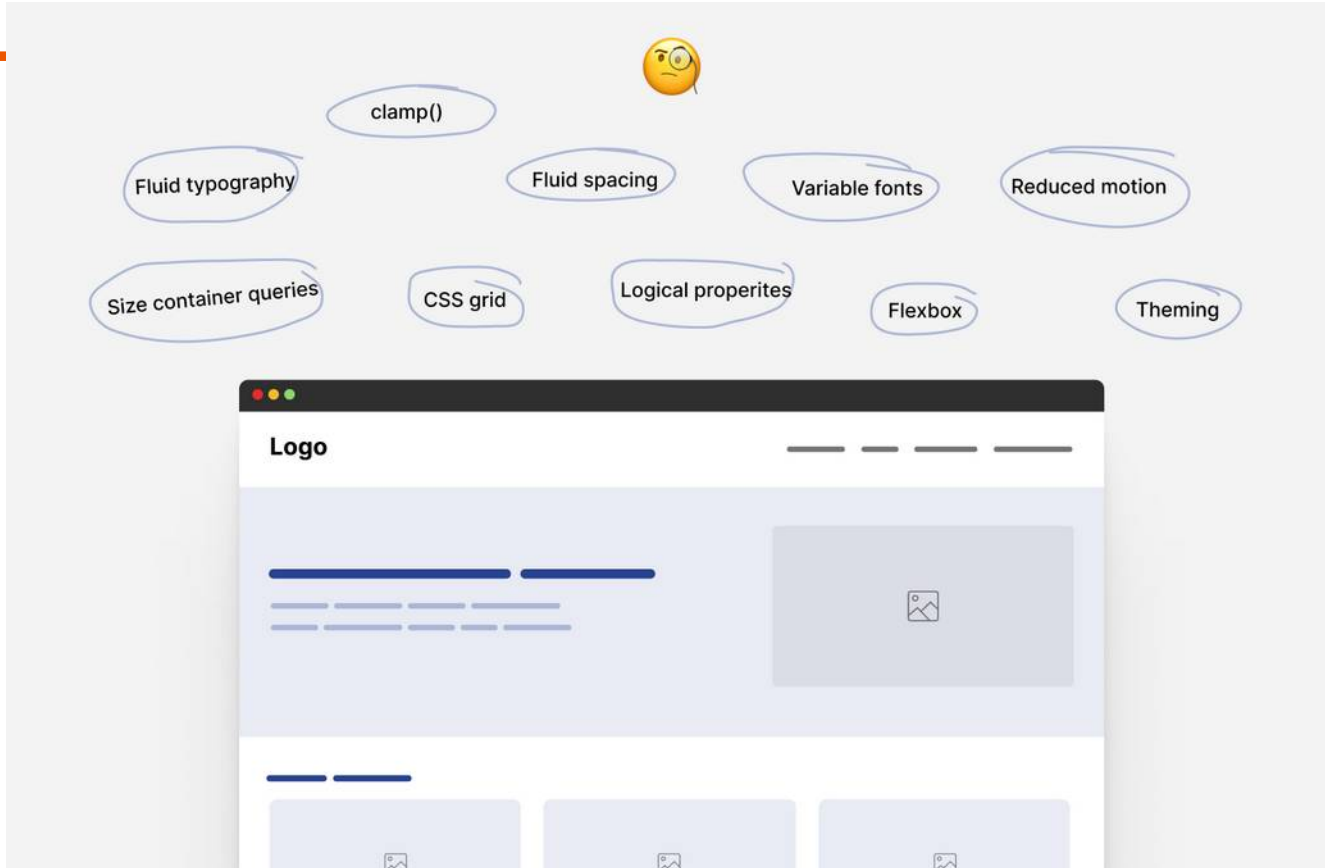 clamp()
Fluid typography
Fluid spacing
Variable fonts
Reduced motion
Size container queries
CSS grid
Logical properites
Flexbox
Theming
Logo